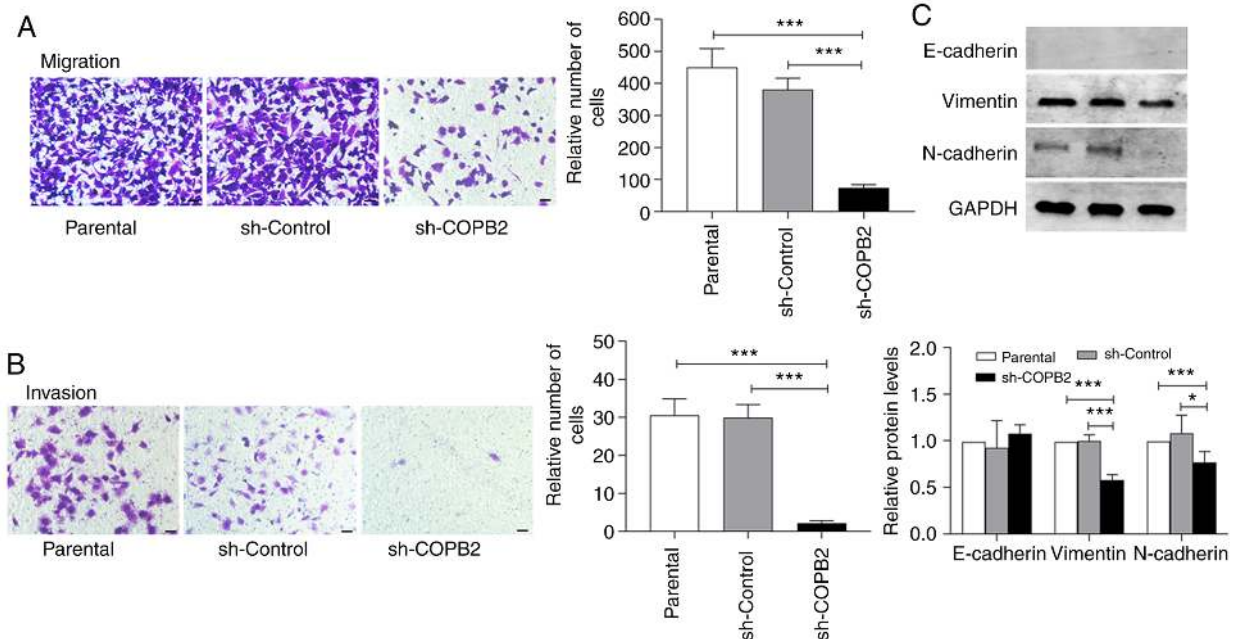 A
Migration
Parental
sh-Control
sh-COPB2
Relative number of
cells
600
500
400
300
200
100
0
***
***
Parental
sh-Control
sh-COPB2
B
Invasion
Parental
sh-Control
sh-COPB2
Relative number of
cells
50
40
30
20
10
0
***
***
Parental
sh-Control
sh-COPB2
C
E-cadherin
Vimentin
N-cadherin
GAPDH
Relative protein levels
2.0
1.5
1.0
0.5
0.0
Parental
sh-Control
sh-COPB2
***
***
***
*
E-cadherin Vimentin N-cadherin